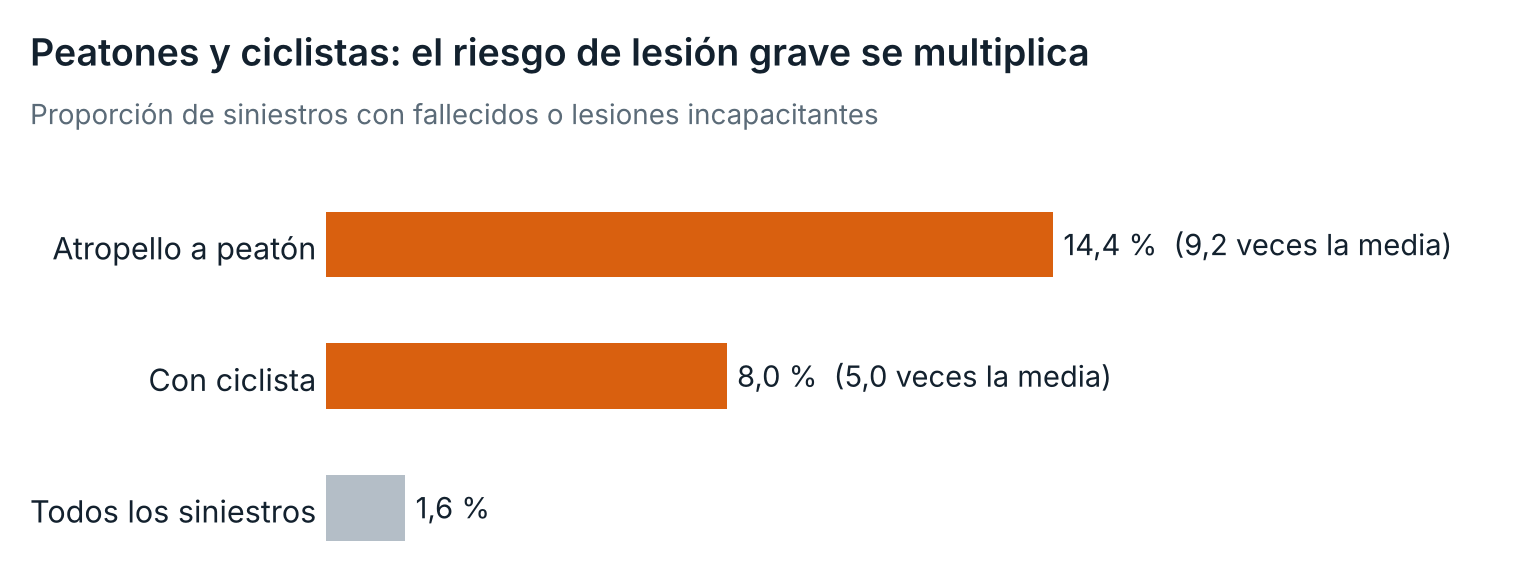 Peatones y ciclistas: el riesgo de lesión grave se multiplica
Proporción de siniestros con fallecidos o lesiones incapacitantes
Atropello a peatón 14,4 % (9,2 veces la media)
Con ciclista 8,0 % (5,0 veces la media)
Todos los siniestros 1,6 %